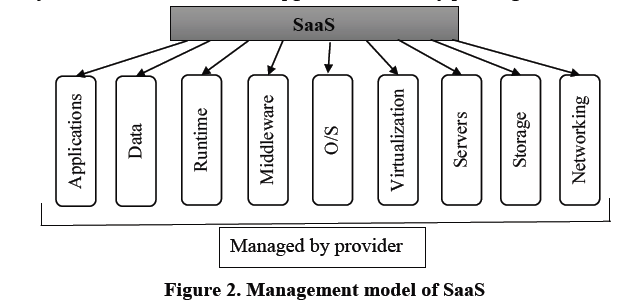 SaaS
Applications
Data
Runtime
Middleware
O/S
Virtualization
Servers
Storage
Networking
Managed by provider
Figure 2. Management model of SaaS